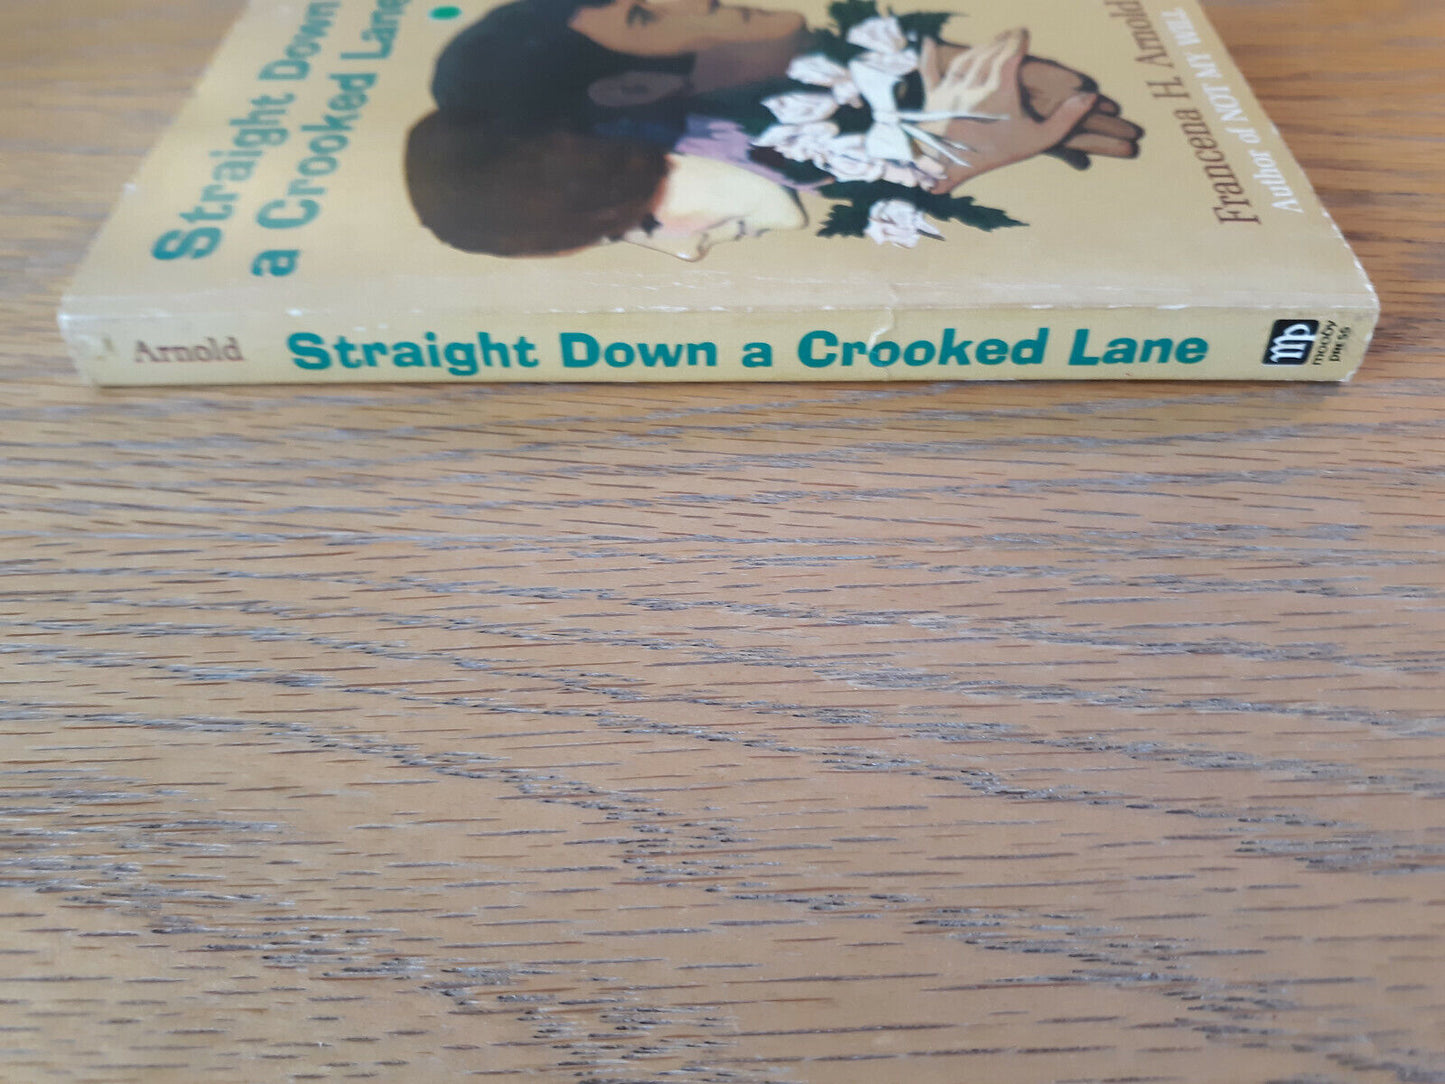 Straight Down
a Crooked Lane
Francena H. Arnold
Author of NOT MY WILL
Arnold Straight Down a Crooked Lane mp moody press